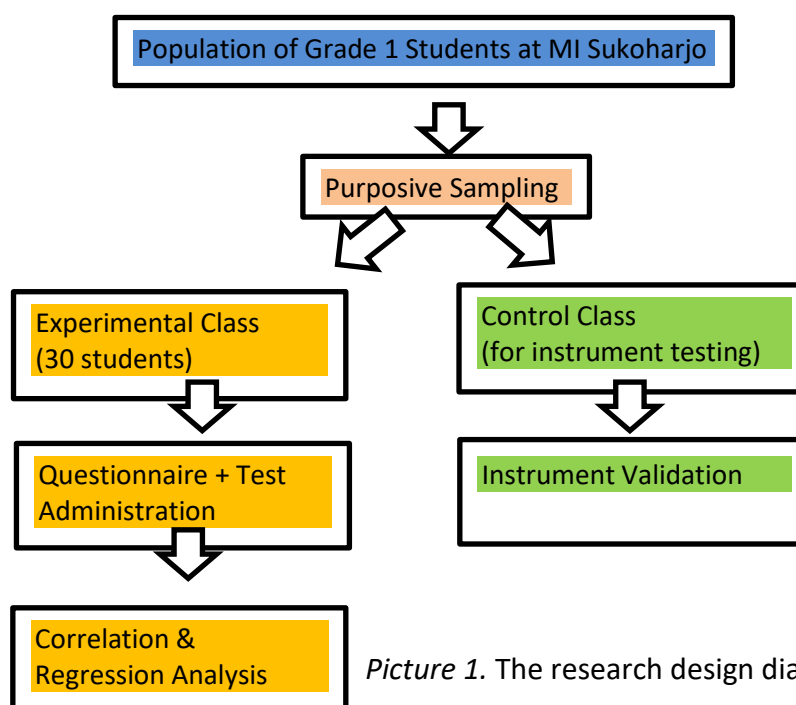 Population of Grade 1 Students at MI Sukoharjo
Purposive Sampling
Experimental Class
(30 students)
Control Class
(for instrument testing)
Questionnaire + Test
Administration
Instrument Validation
Correlation &
Regression Analysis
Picture 1. The research design